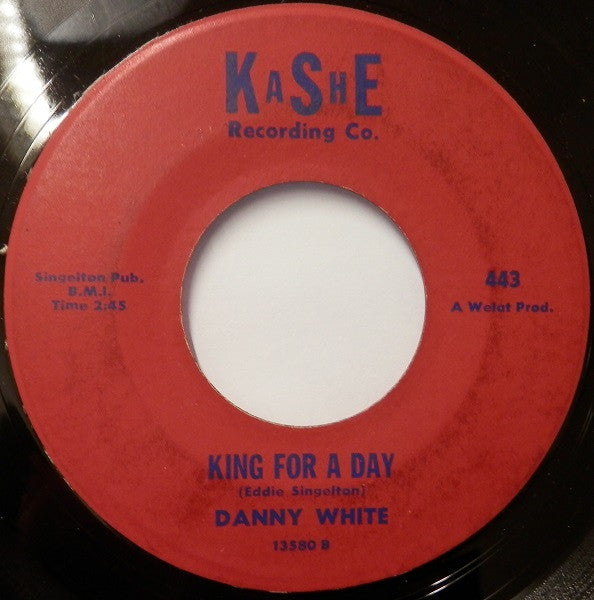 KASHE
Recording Co.
Singelton Pub.
B.M.I.
Time 2:45
443
A Welat Prod.
KING FOR A DAY
(Eddie Singelton)
DANNY WHITE
13580 B